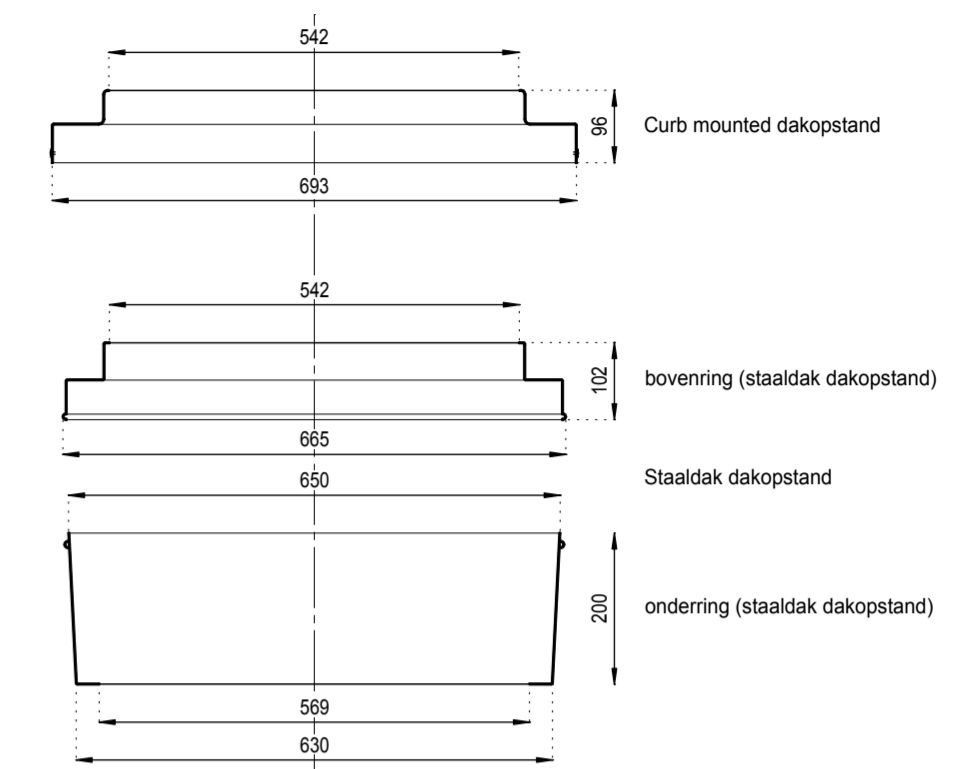 542
96
Curb mounted dakopstand
693
542
102
bovenring (staaldak dakopstand)
665
650
Staaldak dakopstand
200
onderring (staaldak dakopstand)
569
630